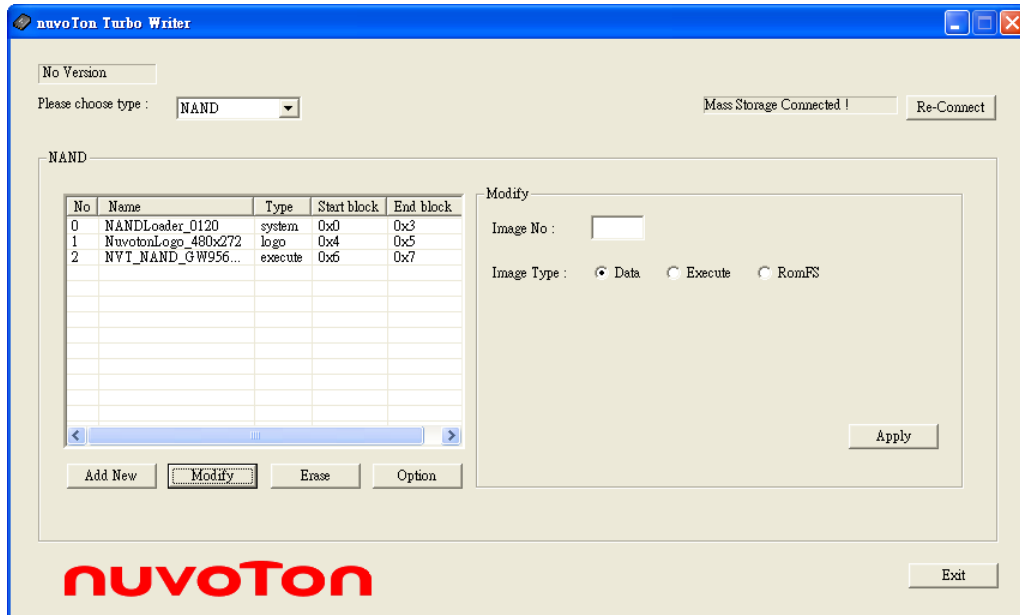 nuvoTon Turbo Writer
No Version
Please choose type :
NAND
Mass Storage Connected !
Re-Connect
NAND
No Name Type Start block End block
0 NANDLoader_0120 system 0x0 0x3
1 NuvotonLogo_480x272 logo 0x4 0x5
2 NVT_NAND_GW956... execute 0x6 0x7
Modify
Image No :
Image Type : Data Execute RomFS
Apply
Add New Modify Erase Option
nuvoTon
Exit